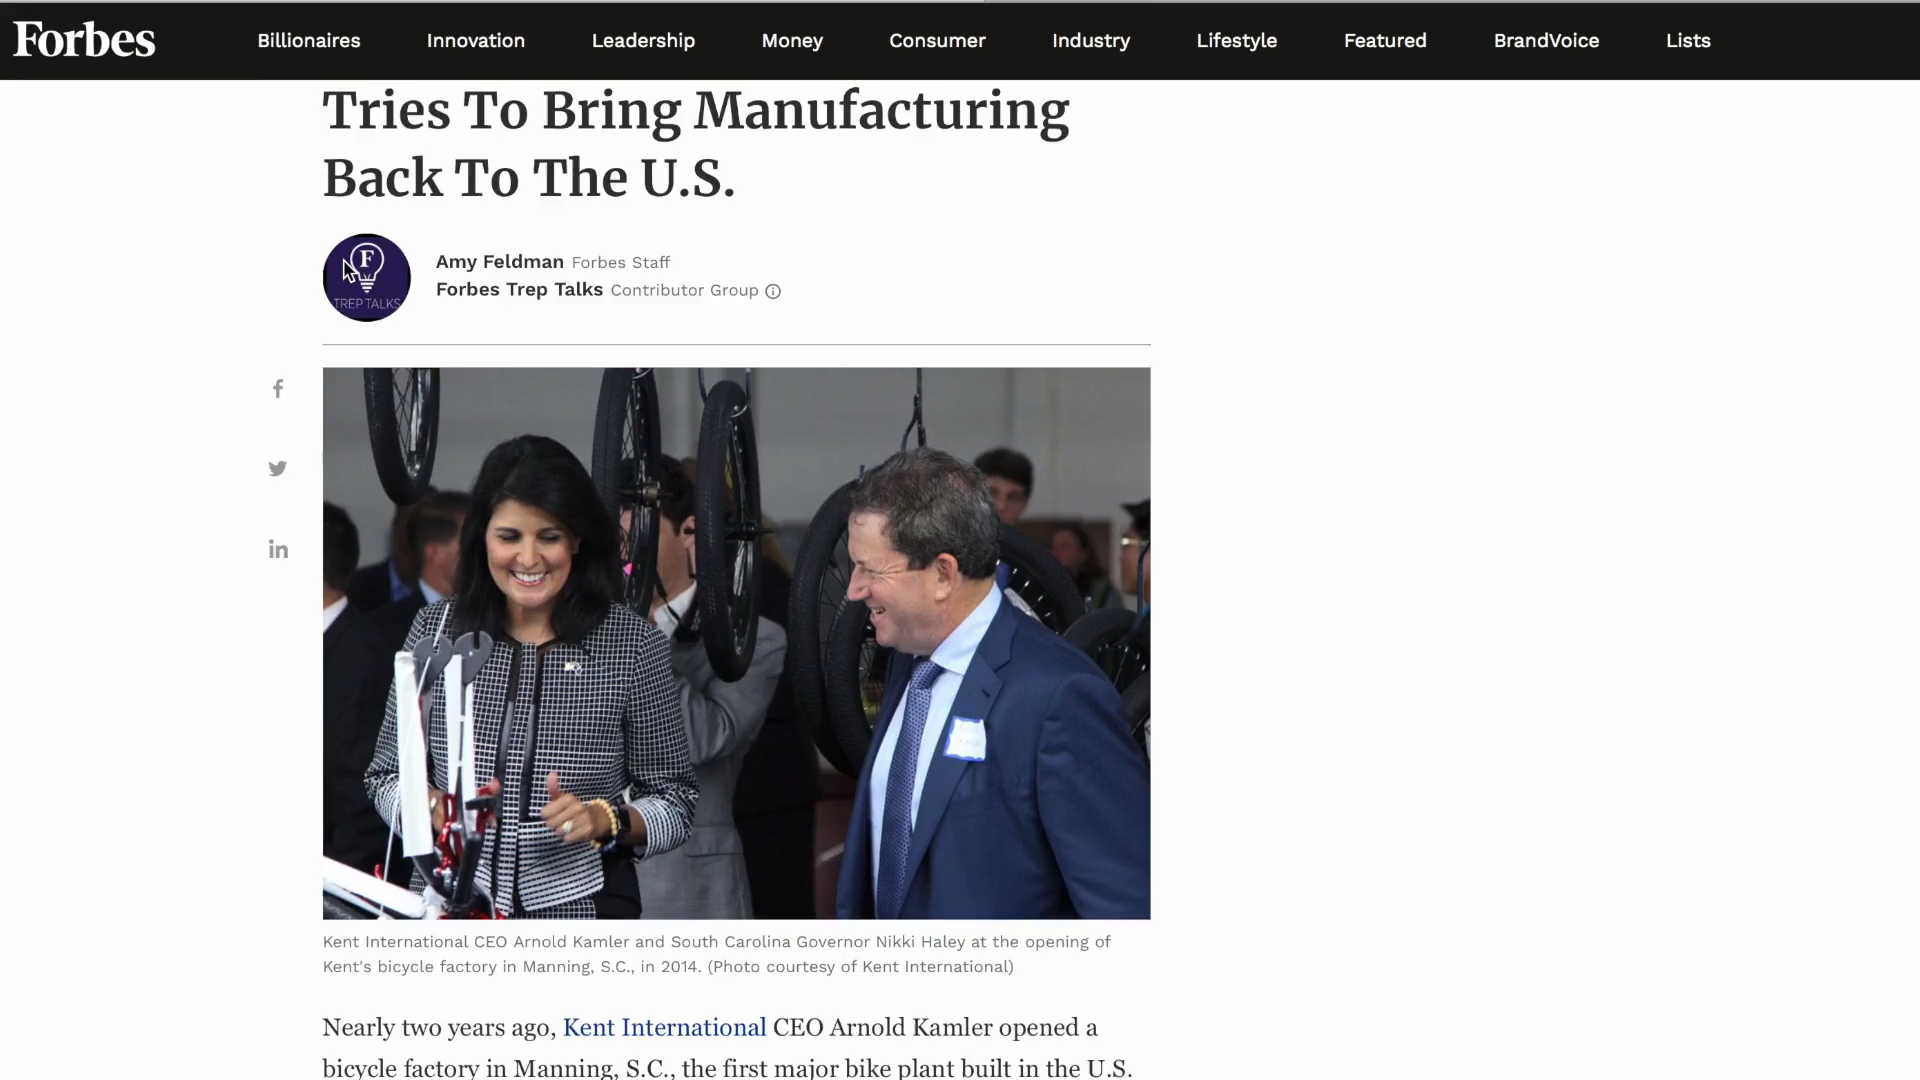 Forbes
Billionaires Innovation Leadership Money Consumer Industry Lifestyle Featured BrandVoice Lists
Tries To Bring Manufacturing
Back To The U.S.
F
TREP TALKS
Amy Feldman Forbes Staff
Forbes Trep Talks Contributor Group
Kent International CEO Arnold Kamler and South Carolina Governor Nikki Haley at the opening of
Kent's bicycle factory in Manning, S.C., in 2014. (Photo courtesy of Kent International)
Nearly two years ago, Kent International CEO Arnold Kamler opened a
bicycle factory in Manning, S.C., the first major bike plant built in the U.S.